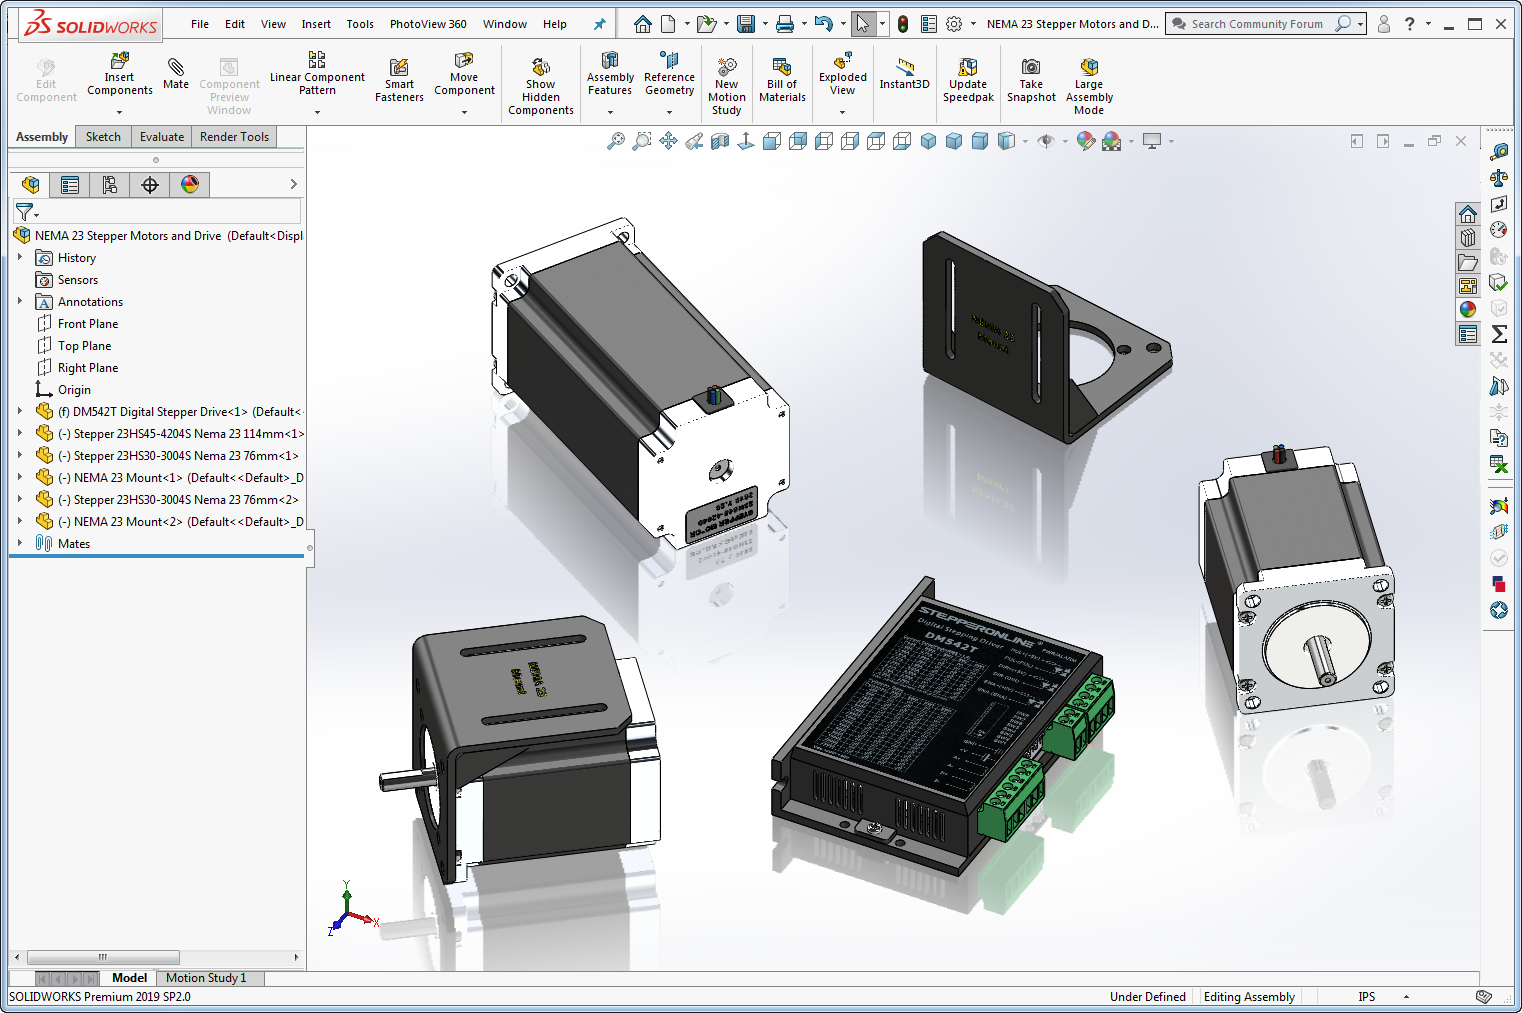 SOLIDWORKS
File Edit View Insert Tools PhotoView 360 Window Help
NEMA 23 Stepper Motors and D...
Search Community Forum
Edit Component
Insert Components
Mate
Component Preview Window
Linear Component Pattern
Smart Fasteners
Move Component
Show Hidden Components
Assembly Features
Reference Geometry
New Motion Study
Bill of Materials
Exploded View
Instant3D
Update Speedpak
Take Snapshot
Large Assembly Mode
Assembly Sketch Evaluate Render Tools
NEMA 23 Stepper Motors and Drive (Default<Displ
History
Sensors
Annotations
Front Plane
Top Plane
Right Plane
Origin
(f) DM542T Digital Stepper Drive<1> (Default<
(-) Stepper 23HS45-4204S Nema 23 114mm<1>
(-) Stepper 23HS30-3004S Nema 23 76mm<1>
(-) NEMA 23 Mount<1> (Default<<Default>_D
(-) Stepper 23HS30-3004S Nema 23 76mm<2>
(-) NEMA 23 Mount<2> (Default<<Default>_D
Mates
NEMA 23
Mount
STEPPER MOTOR
STEPPERONLINE®
Digital Stepping Driver
DM542T
PWR/ALARM
NEMA 23
Mount
Y
X
Z
Model Motion Study 1
SOLIDWORKS Premium 2019 SP2.0
Under Defined Editing Assembly IPS